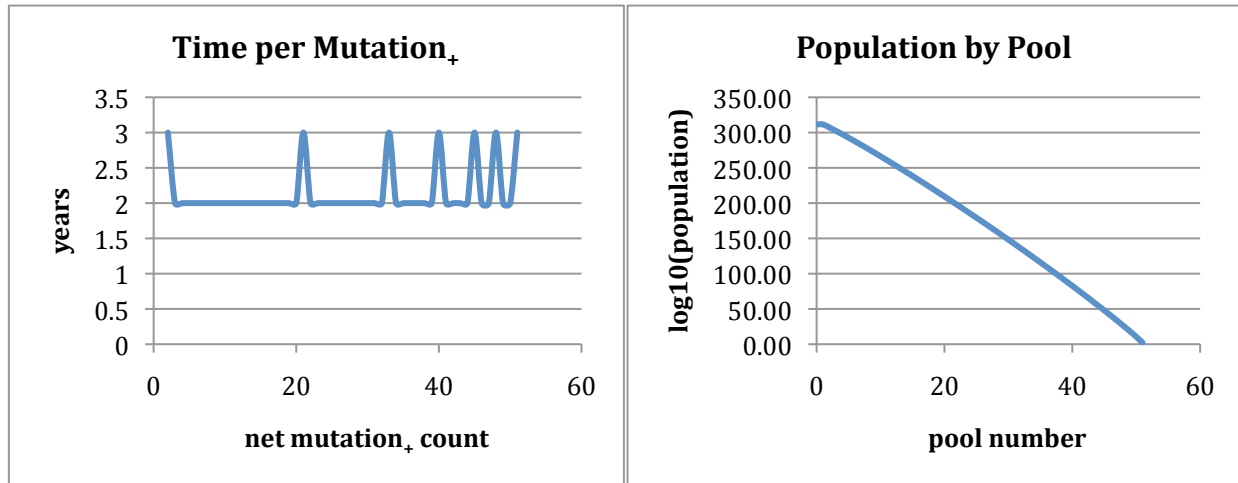 Time per Mutation₊
3.5
3
2.5
2
1.5
1
0.5
0
years
0 20 40 60
net mutation₊ count
Population by Pool
350.00
300.00
250.00
200.00
150.00
100.00
50.00
0.00
log10(population)
0 20 40 60
pool number